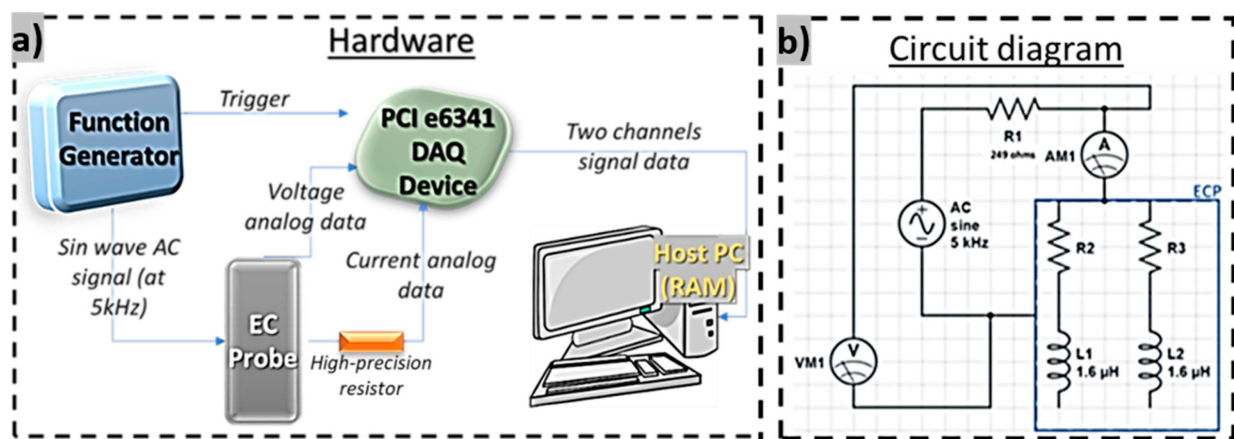 a)
Hardware
Function
Generator
Trigger
PCI e6341
DAQ
Device
Two channels
signal data
Voltage
analog data
Sin wave AC
signal (at
5kHz)
Current analog
data
EC
Probe
High-precision
resistor
Host PC
(RAM)
b)
Circuit diagram
R1
249 ohms
AM1
A
ECP
AC
sine
5 kHz
R2
R3
VM1
V
L1
1.6 µH
L2
1.6 µH